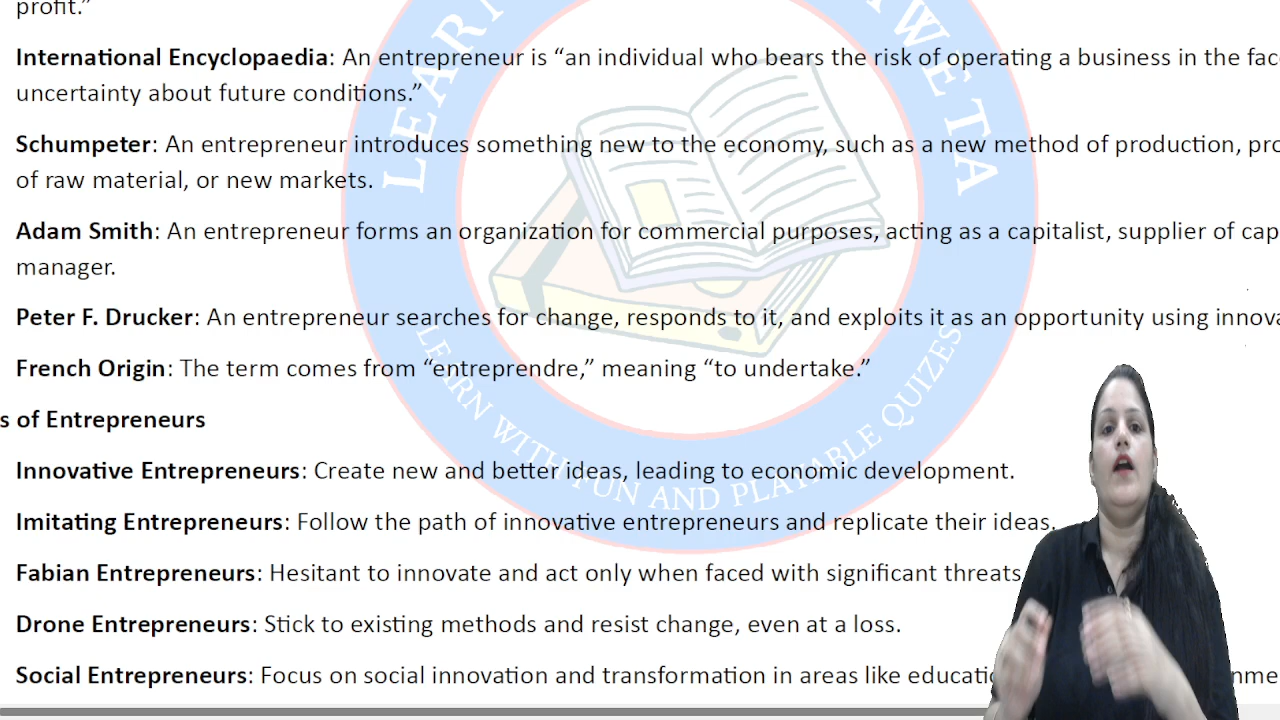 profit.”
International Encyclopaedia: An entrepreneur is “an individual who bears the risk of operating a business in the
uncertainty about future conditions.”
Schumpeter: An entrepreneur introduces something new to the economy, such as a new method of production,
of raw material, or new markets.
Adam Smith: An entrepreneur forms an organization for commercial purposes, acting as a capitalist, supplier of
manager.
Peter F. Drucker: An entrepreneur searches for change, responds to it, and exploits it as an opportunity using
French Origin: The term comes from “entreprendre,” meaning “to undertake.”
s of Entrepreneurs
Innovative Entrepreneurs: Create new and better ideas, leading to economic development.
Imitating Entrepreneurs: Follow the path of innovative entrepreneurs and replicate their ideas.
Fabian Entrepreneurs: Hesitant to innovate and act only when faced with significant threats
Drone Entrepreneurs: Stick to existing methods and resist change, even at a loss.
Social Entrepreneurs: Focus on social innovation and transformation in areas like
LEARN WITH FUN AND PLAYABLE QUIZES